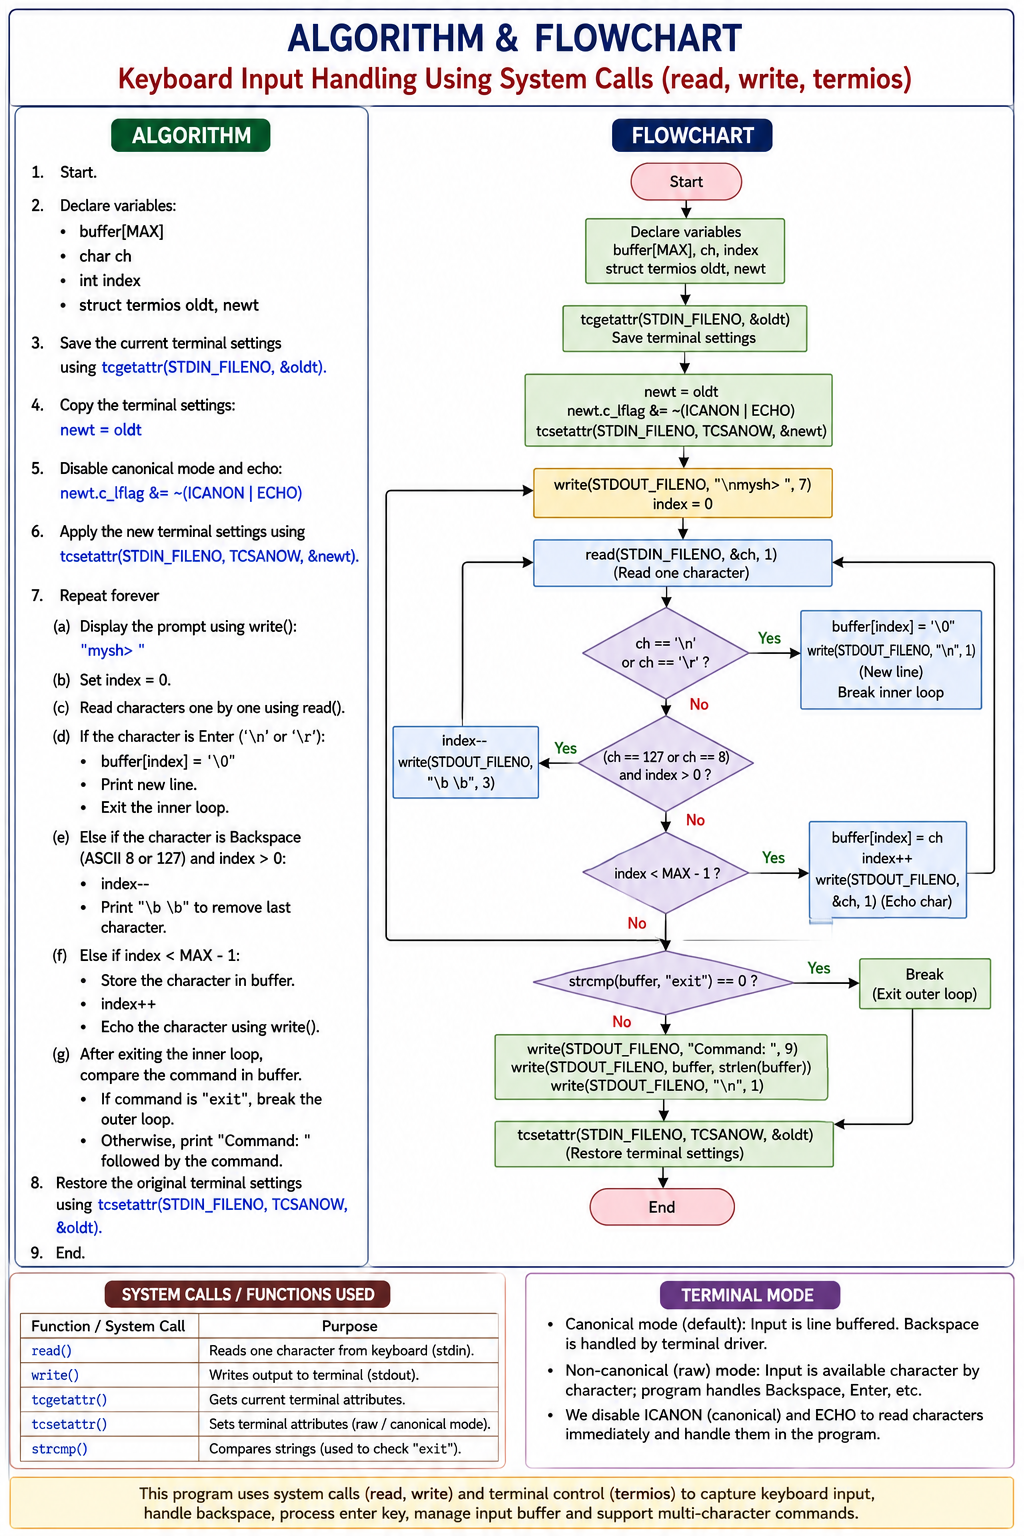 ALGORITHM & FLOWCHART
Keyboard Input Handling Using System Calls (read, write, termios)
ALGORITHM
1. Start.
2. Declare variables:
• buffer[MAX]
• char ch
• int index
• struct termios oldt, newt
3. Save the current terminal settings
using tcgetattr(STDIN_FILENO, &oldt).
4. Copy the terminal settings:
newt = oldt
5. Disable canonical mode and echo:
newt.c_lflag &= ~(ICANON | ECHO)
6. Apply the new terminal settings using
tcsetattr(STDIN_FILENO, TCSANOW, &newt).
7. Repeat forever
(a) Display the prompt using write():
"mysh> "
(b) Set index = 0.
(c) Read characters one by one using read().
(d) If the character is Enter ('\n' or '\r'):
• buffer[index] = '\0"
• Print new line.
• Exit the inner loop.
(e) Else if the character is Backspace
(ASCII 8 or 127) and index > 0:
• index--
• Print "\b \b" to remove last
character.
(f) Else if index < MAX - 1:
• Store the character in buffer.
• index++
• Echo the character using write().
(g) After exiting the inner loop,
compare the command in buffer.
• If command is "exit", break the
outer loop.
• Otherwise, print "Command: "
followed by the command.
8. Restore the original terminal settings
using tcsetattr(STDIN_FILENO, TCSANOW,
&oldt).
9. End.
FLOWCHART
Start
Declare variables
buffer[MAX], ch, index
struct termios oldt, newt
tcgetattr(STDIN_FILENO, &oldt)
Save terminal settings
newt = oldt
newt.c_lflag &= ~(ICANON | ECHO)
tcsetattr(STDIN_FILENO, TCSANOW, &newt)
write(STDOUT_FILENO, "\nmysh> ", 7)
index = 0
read(STDIN_FILENO, &ch, 1)
(Read one character)
ch == '\n'
or ch == '\r' ?
Yes
buffer[index] = '\0"
write(STDOUT_FILENO, "\n", 1)
(New line)
Break inner loop
No
(ch == 127 or ch == 8)
and index > 0 ?
Yes
index--
write(STDOUT_FILENO,
"\b \b", 3)
No
index < MAX - 1 ?
Yes
buffer[index] = ch
index++
write(STDOUT_FILENO,
&ch, 1) (Echo char)
No
strcmp(buffer, "exit") == 0 ?
Yes
Break
(Exit outer loop)
No
write(STDOUT_FILENO, "Command: ", 9)
write(STDOUT_FILENO, buffer, strlen(buffer))
write(STDOUT_FILENO, "\n", 1)
tcsetattr(STDIN_FILENO, TCSANOW, &oldt)
(Restore terminal settings)
End
SYSTEM CALLS / FUNCTIONS USED
Function / System Call Purpose
read() Reads one character from keyboard (stdin).
write() Writes output to terminal (stdout).
tcgetattr() Gets current terminal attributes.
tcsetattr() Sets terminal attributes (raw / canonical mode).
strcmp() Compares strings (used to check "exit").
TERMINAL MODE
• Canonical mode (default): Input is line buffered. Backspace
is handled by terminal driver.
• Non-canonical (raw) mode: Input is available character by
character; program handles Backspace, Enter, etc.
• We disable ICANON (canonical) and ECHO to read characters
immediately and handle them in the program.
This program uses system calls (read, write) and terminal control (termios) to capture keyboard input,
handle backspace, process enter key, manage input buffer and support multi-character commands.